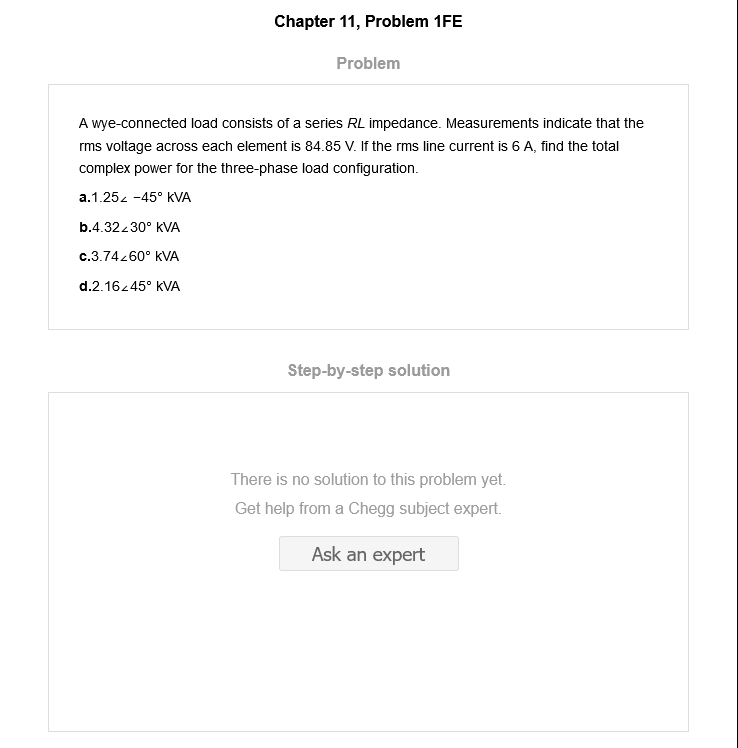 Chapter 11, Problem 1FE
Problem
A wye-connected load consists of a series RL impedance. Measurements indicate that the
rms voltage across each element is 84.85 V. If the rms line current is 6 A, find the total
complex power for the three-phase load configuration.
a.1.25∠ −45° kVA
b.4.32∠30° kVA
c.3.74∠60° kVA
d.2.16∠45° kVA
Step-by-step solution
There is no solution to this problem yet.
Get help from a Chegg subject expert.
Ask an expert